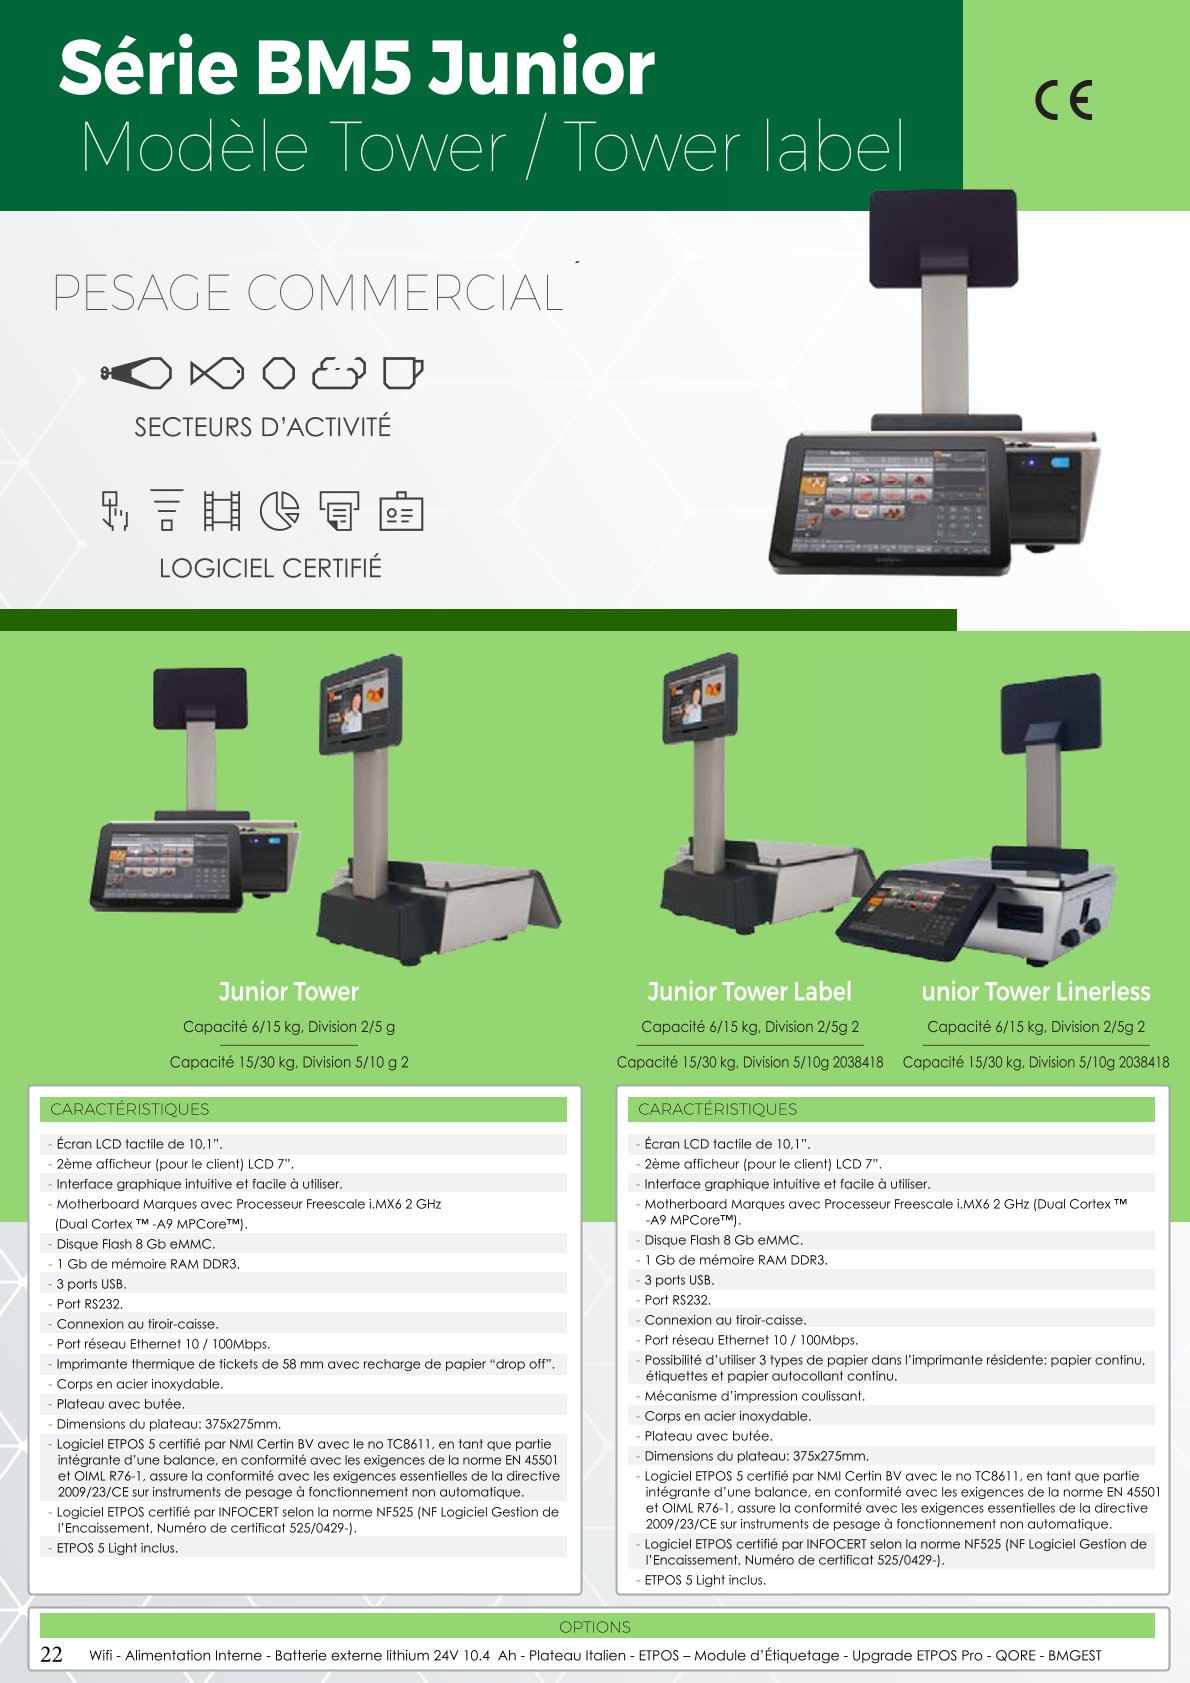 Série BM5 Junior
Modèle Tower / Tower label
CE
PESAGE COMMERCIAL
SECTEURS D’ACTIVITÉ
LOGICIEL CERTIFIÉ
Junior Tower
Capacité 6/15 kg, Division 2/5 g
Capacité 15/30 kg, Division 5/10 g 2
Junior Tower Label
Capacité 6/15 kg, Division 2/5g 2
Capacité 15/30 kg, Division 5/10g 2038418
unior Tower Linerless
Capacité 6/15 kg, Division 2/5g 2
Capacité 15/30 kg, Division 5/10g 2038418
CARACTÉRISTIQUES
- Écran LCD tactile de 10,1”.
- 2ème afficheur (pour le client) LCD 7”.
- Interface graphique intuitive et facile à utiliser.
- Motherboard Marques avec Processeur Freescale i.MX6 2 GHz
(Dual Cortex ™ -A9 MPCore™).
- Disque Flash 8 Gb eMMC.
- 1 Gb de mémoire RAM DDR3.
- 3 ports USB.
- Port RS232.
- Connexion au tiroir-caisse.
- Port réseau Ethernet 10 / 100Mbps.
- Imprimante thermique de tickets de 58 mm avec recharge de papier “drop off”.
- Corps en acier inoxydable.
- Plateau avec butée.
- Dimensions du plateau: 375x275mm.
- Logiciel ETPOS 5 certifié par NMI Certin BV avec le no TC8611, en tant que partie
intégrante d’une balance, en conformité avec les exigences de la norme EN 45501
et OIML R76-1, assure la conformité avec les exigences essentielles de la directive
2009/23/CE sur instruments de pesage à fonctionnement non automatique.
- Logiciel ETPOS certifié par INFOCERT selon la norme NF525 (NF Logiciel Gestion de
l’Encaissement, Numéro de certificat 525/0429-).
- ETPOS 5 Light inclus.
CARACTÉRISTIQUES
- Écran LCD tactile de 10,1”.
- 2ème afficheur (pour le client) LCD 7”.
- Interface graphique intuitive et facile à utiliser.
- Motherboard Marques avec Processeur Freescale i.MX6 2 GHz (Dual Cortex ™
-A9 MPCore™).
- Disque Flash 8 Gb eMMC.
- 1 Gb de mémoire RAM DDR3.
- 3 ports USB.
- Port RS232.
- Connexion au tiroir-caisse.
- Port réseau Ethernet 10 / 100Mbps.
- Possibilité d’utiliser 3 types de papier dans l’imprimante résidente: papier continu,
étiquettes et papier autocollant continu.
- Mécanisme d’impression coulissant.
- Corps en acier inoxydable.
- Plateau avec butée.
- Dimensions du plateau: 375x275mm.
- Logiciel ETPOS 5 certifié par NMI Certin BV avec le no TC8611, en tant que partie
intégrante d’une balance, en conformité avec les exigences de la norme EN 45501
et OIML R76-1, assure la conformité avec les exigences essentielles de la directive
2009/23/CE sur instruments de pesage à fonctionnement non automatique.
- Logiciel ETPOS certifié par INFOCERT selon la norme NF525 (NF Logiciel Gestion de
l’Encaissement, Numéro de certificat 525/0429-).
- ETPOS 5 Light inclus.
OPTIONS
22 Wifi - Alimentation Interne - Batterie externe lithium 24V 10.4 Ah - Plateau Italien - ETPOS – Module d’Étiquetage - Upgrade ETPOS Pro - QORE - BMGEST